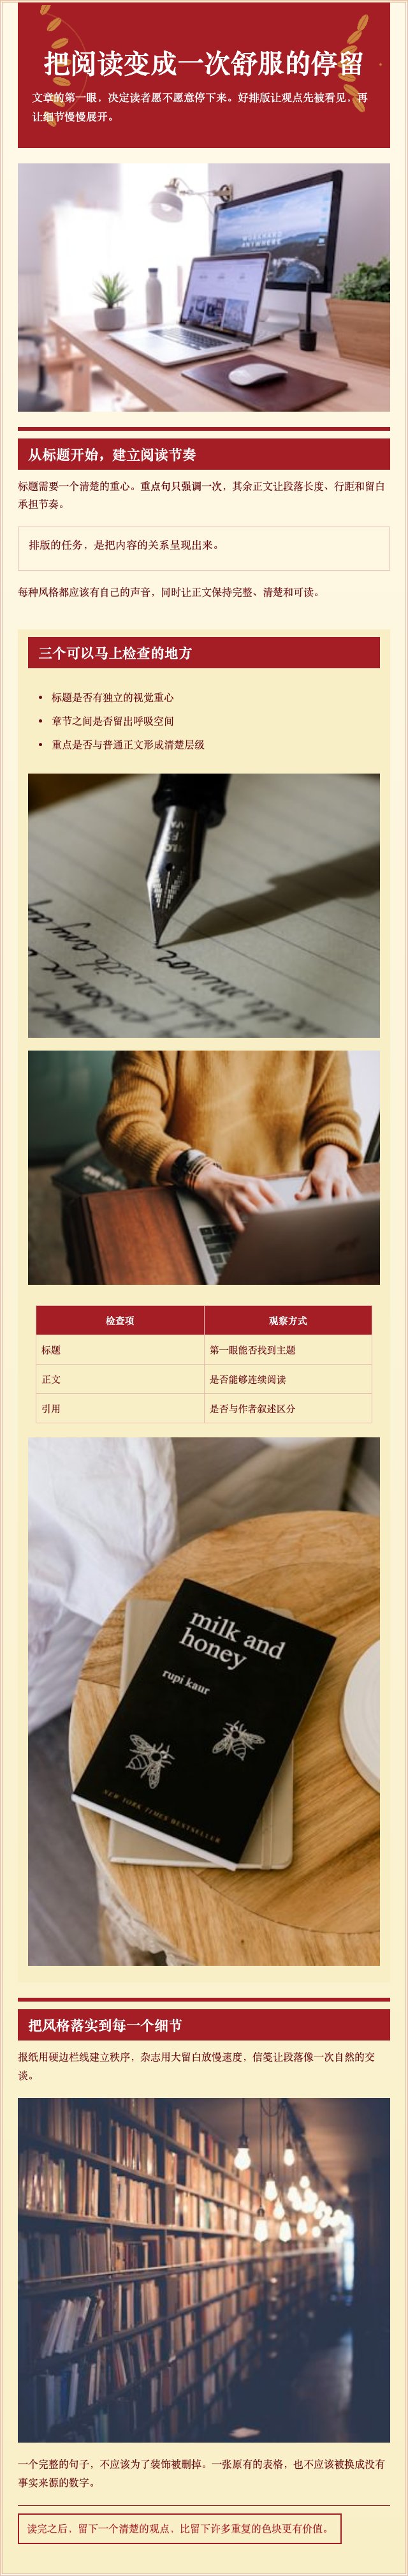 把阅读变成一次舒服的停留
文章的第一眼，决定读者愿不愿意停下来。好排版让观点先被看见，再
让细节慢慢展开。
从标题开始，建立阅读节奏
标题需要一个清楚的重心。重点句只强调一次，其余正文让段落长度、行距和留白
承担节奏。
排版的任务，是把内容的关系呈现出来。
每种风格都应该有自己的声音，同时让正文保持完整、清楚和可读。
三个可以马上检查的地方
• 标题是否有独立的视觉重心
• 章节之间是否留出呼吸空间
• 重点是否与普通正文形成清楚层级
检查项 观察方式
标题 第一眼能否找到主题
正文 是否能够连续阅读
引用 是否与作者叙述区分
milk and
honey
rupi kaur
NEW YORK TIMES BESTSELLER
把风格落实到每一个细节
报纸用硬边栏线建立秩序，杂志用大留白放慢速度，信笺让段落像一次自然的交
谈。
一个完整的句子，不应该为了装饰被删掉。一张原有的表格，也不应该被换成没有
事实来源的数字。
读完之后，留下一个清楚的观点，比留下许多重复的色块更有价值。